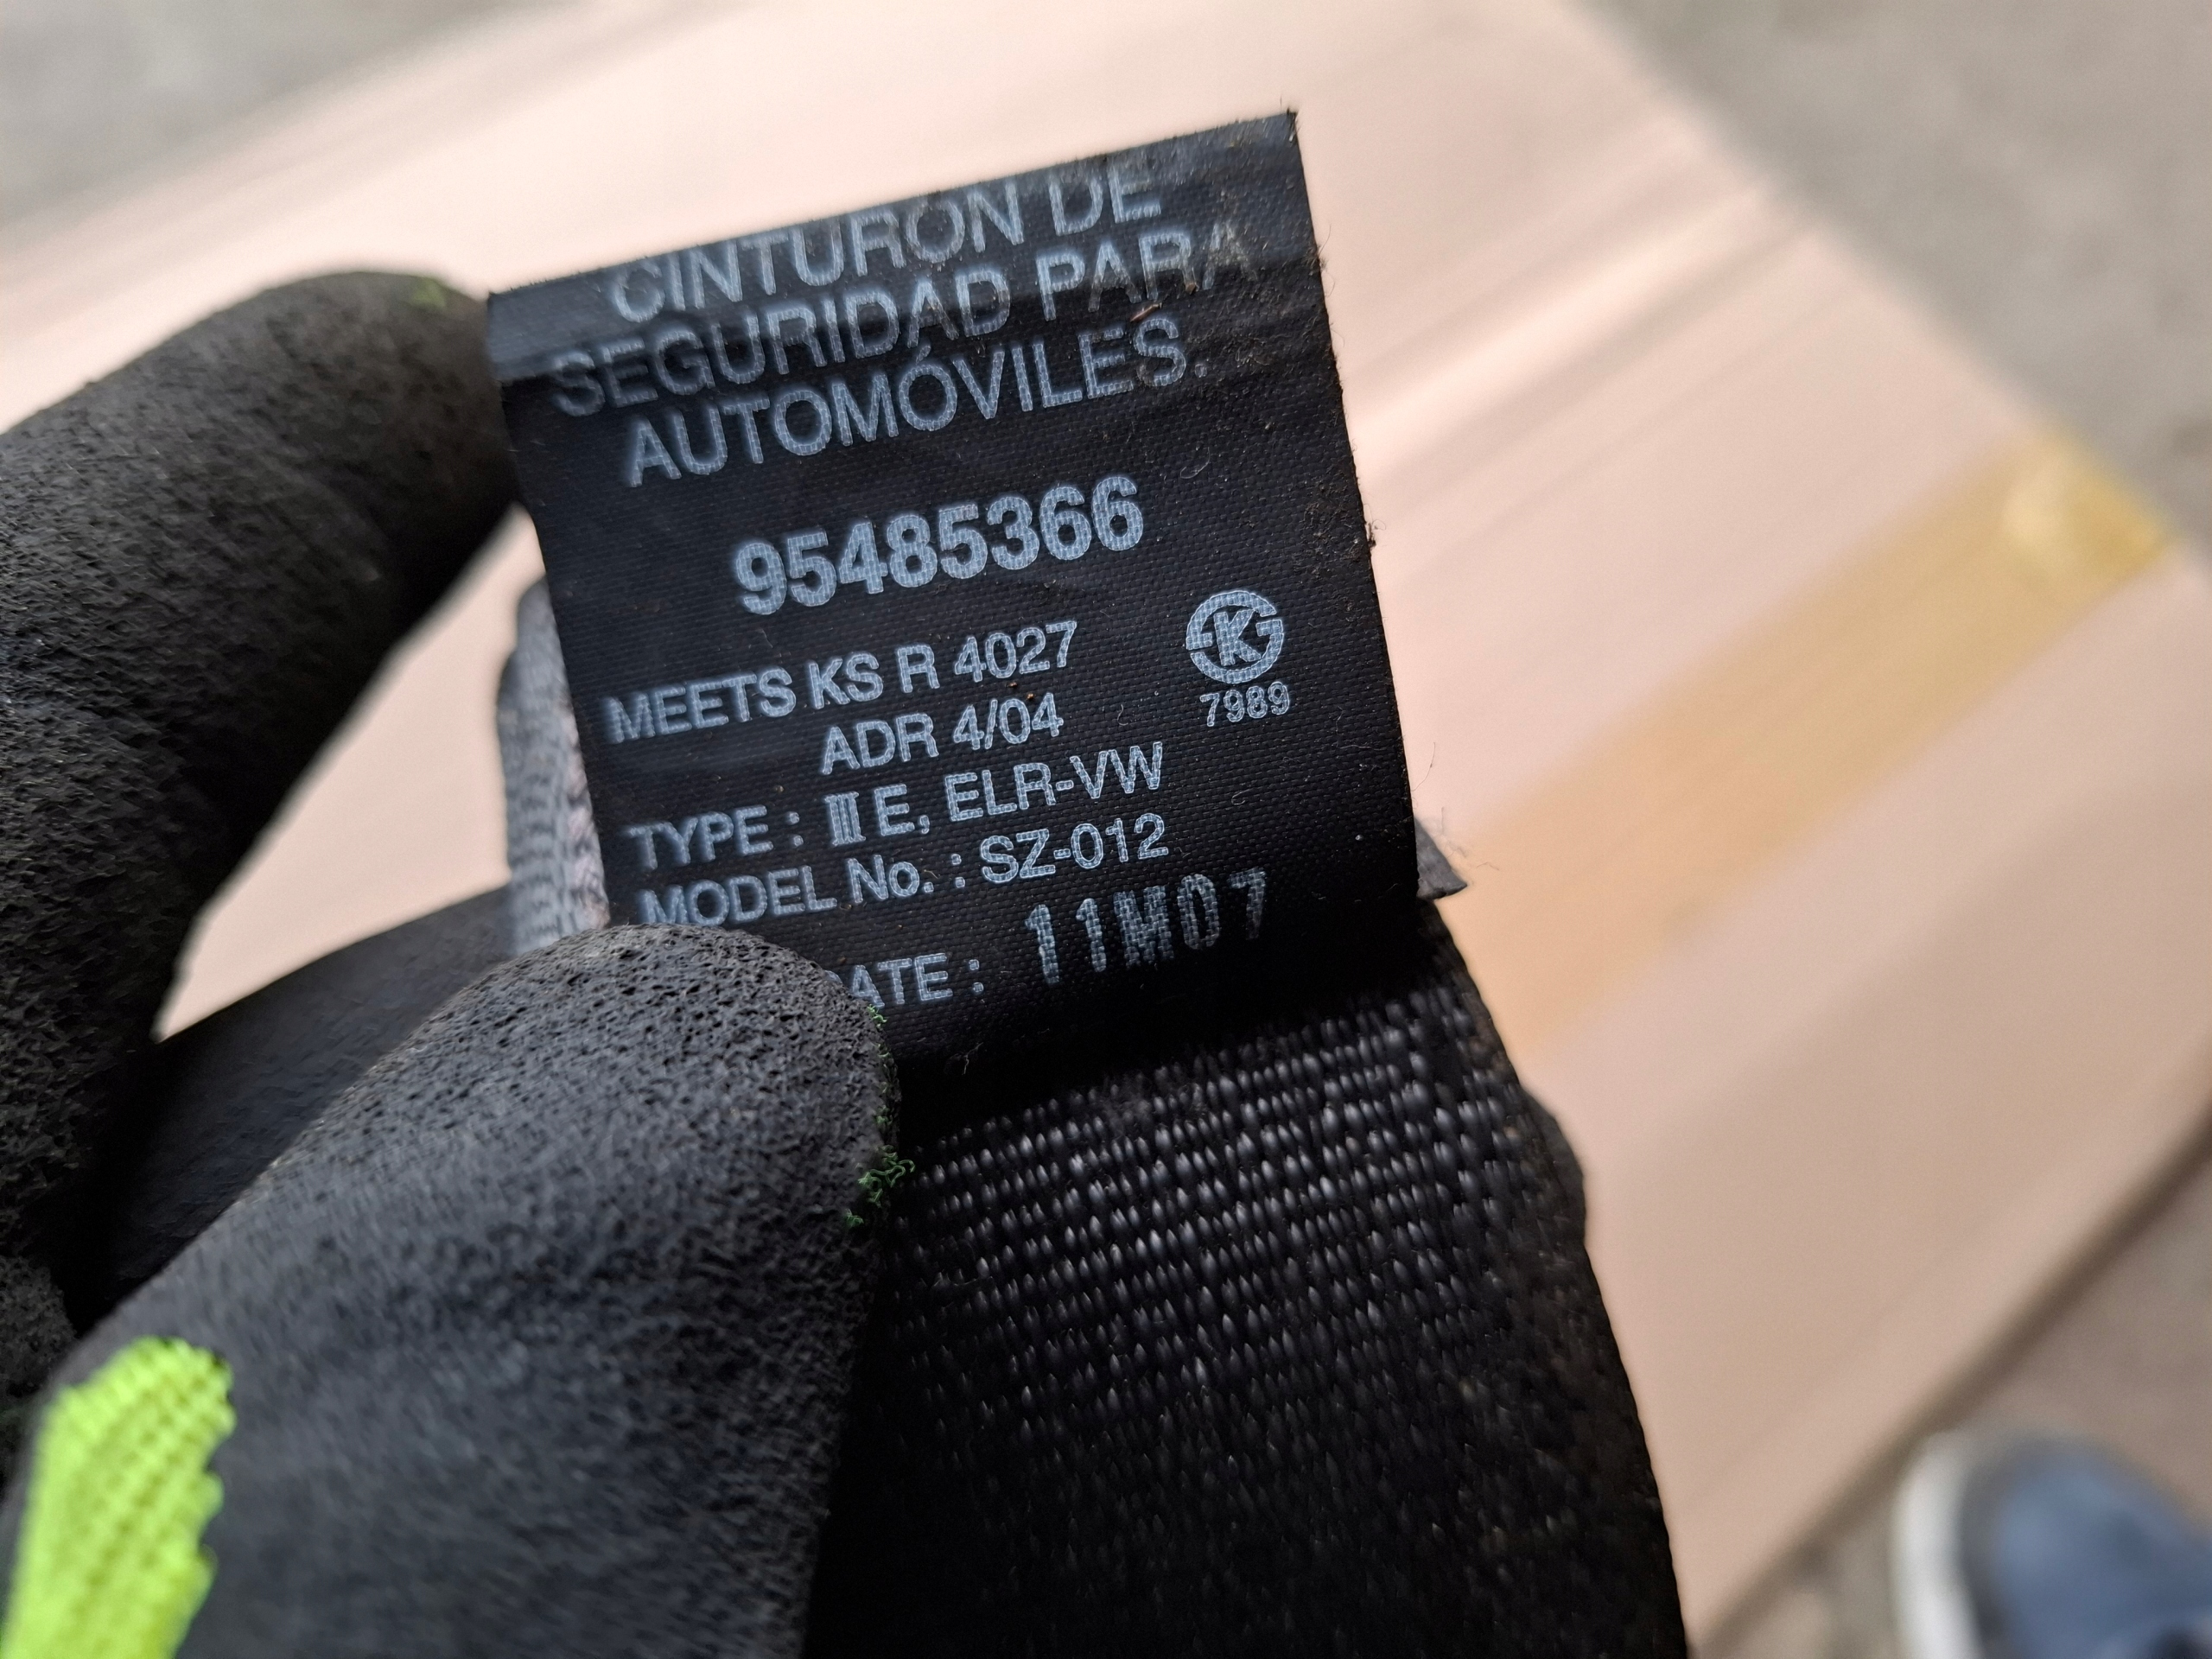 CINTURÓN DE
SEGURIDAD PARA
AUTOMÓVILES.
95485366
MEETS KS R 4027
ADR 4/04
K
7989
TYPE : Ⅲ E, ELR-VW
MODEL No. : SZ-012
ATE : 11M07